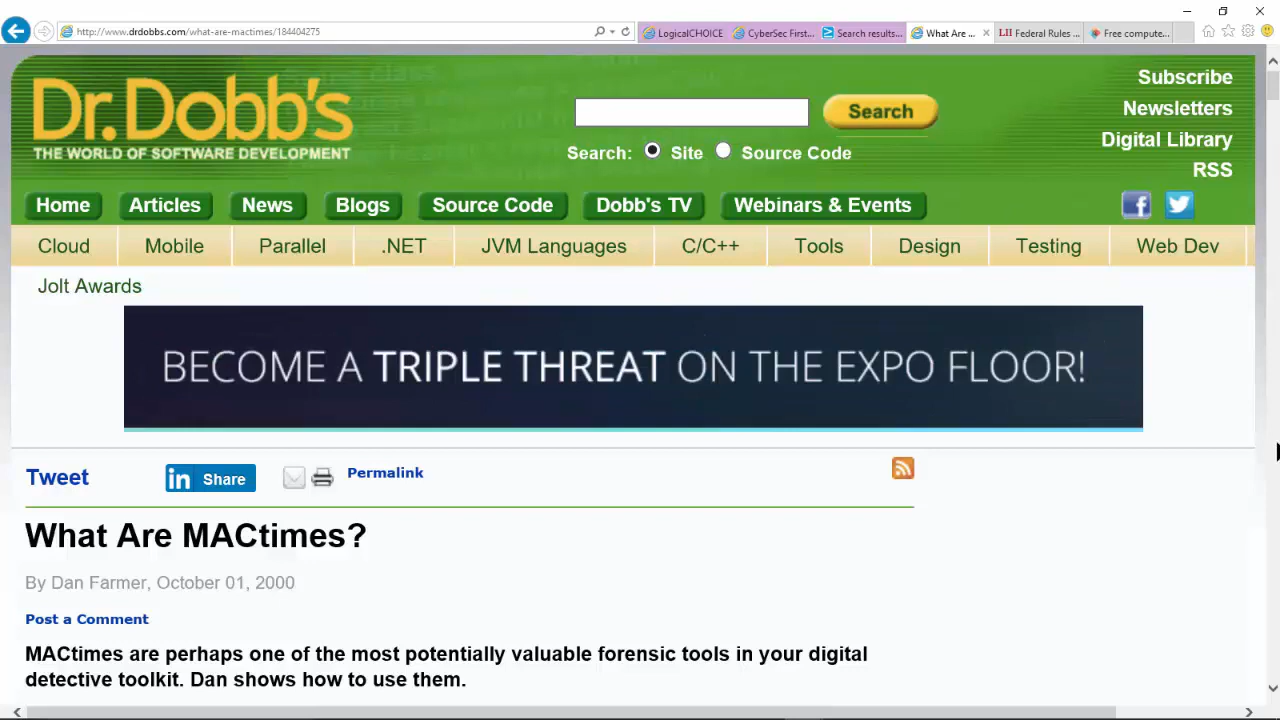 http://www.drdobbs.com/what-are-mactimes/184404275
LogicalCHOICE
CyberSec First...
Search results...
What Are ...
LII Federal Rules ...
Free compute...
Dr.Dobb's
THE WORLD OF SOFTWARE DEVELOPMENT
Search
Search: Site Source Code
Subscribe
Newsletters
Digital Library
RSS
Home Articles News Blogs Source Code Dobb's TV Webinars & Events
Cloud Mobile Parallel .NET JVM Languages C/C++ Tools Design Testing Web Dev
Jolt Awards
BECOME A TRIPLE THREAT ON THE EXPO FLOOR!
Tweet
in Share
Permalink
What Are MACtimes?
By Dan Farmer, October 01, 2000
Post a Comment
MACtimes are perhaps one of the most potentially valuable forensic tools in your digital
detective toolkit. Dan shows how to use them.